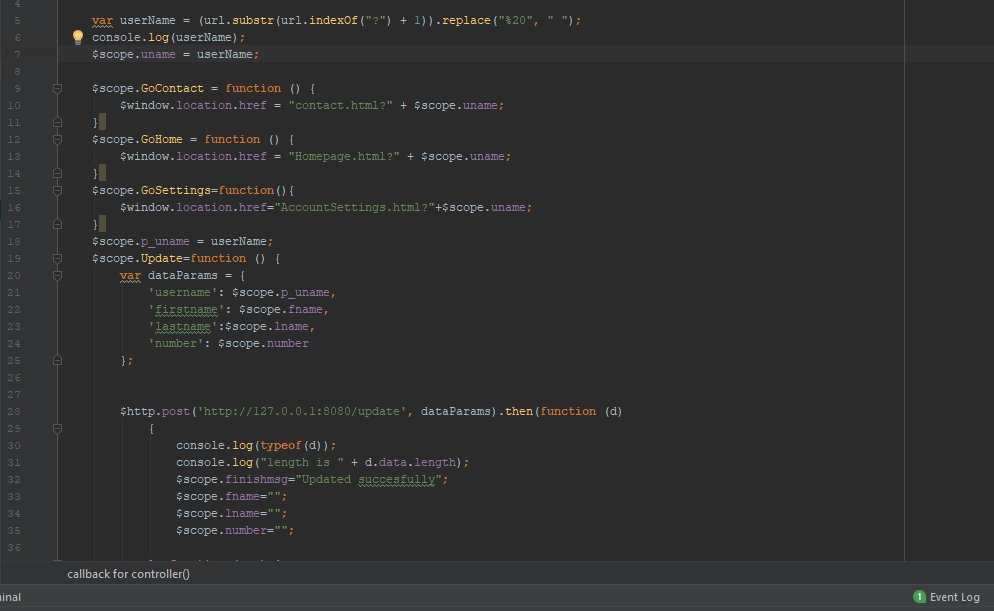 4
5 var userName = (url.substr(url.indexOf("?") + 1)).replace("%20", " ");
6 console.log(userName);
7 $scope.uname = userName;
8
9 $scope.GoContact = function () {
10 $window.location.href = "contact.html?" + $scope.uname;
11 }
12 $scope.GoHome = function () {
13 $window.location.href = "Homepage.html?" + $scope.uname;
14 }
15 $scope.GoSettings=function(){
16 $window.location.href="AccountSettings.html?"+$scope.uname;
17 }
18 $scope.p_uname = userName;
19 $scope.Update=function () {
20 var dataParams = {
21 'username': $scope.p_uname,
22 'firstname': $scope.fname,
23 'lastname':$scope.lname,
24 'number': $scope.number
25 };
26
27
28 $http.post('http://127.0.0.1:8080/update', dataParams).then(function (d)
29 {
30 console.log(typeof(d));
31 console.log("length is " + d.data.length);
32 $scope.finishmsg="Updated succesfully";
33 $scope.fname="";
34 $scope.lname="";
35 $scope.number="";
36
callback for controller()
inal
1 Event Log